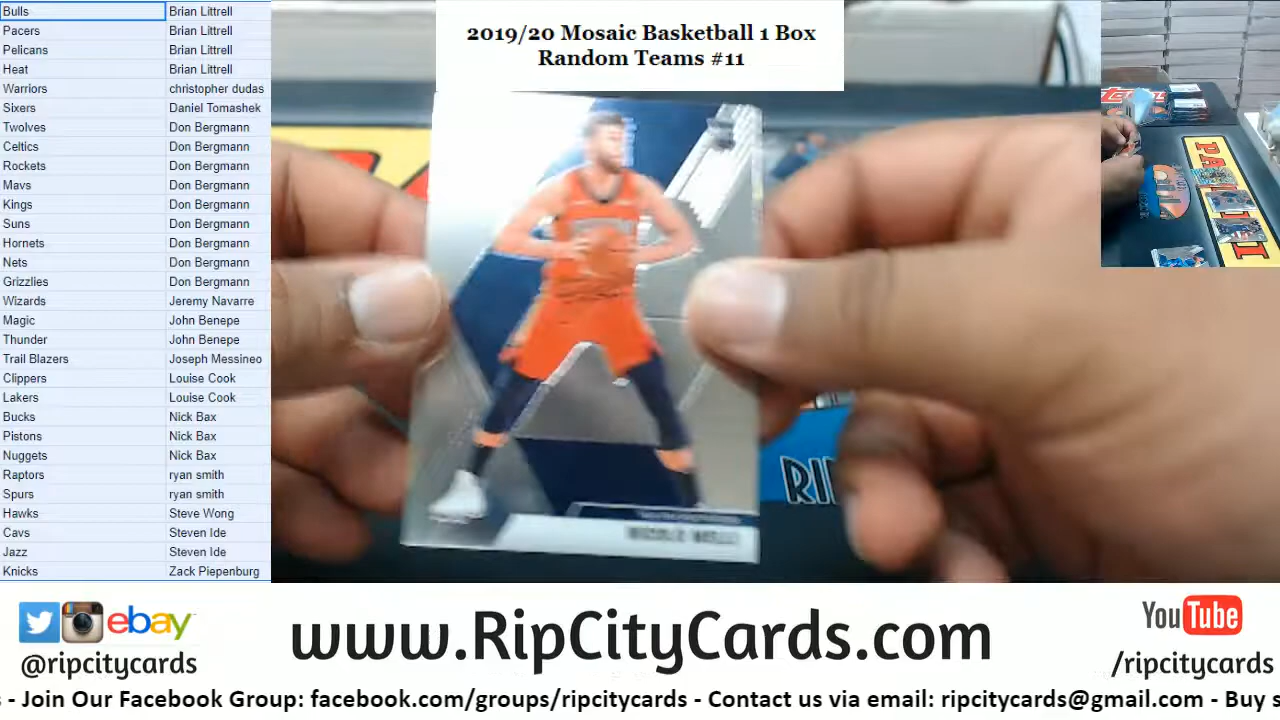 2019/20 Mosaic Basketball 1 Box
Random Teams #11
Bulls Brian Littrell
Pacers Brian Littrell
Pelicans Brian Littrell
Heat Brian Littrell
Warriors christopher dudas
Sixers Daniel Tomashek
Twolves Don Bergmann
Celtics Don Bergmann
Rockets Don Bergmann
Mavs Don Bergmann
Kings Don Bergmann
Suns Don Bergmann
Hornets Don Bergmann
Nets Don Bergmann
Grizzlies Don Bergmann
Wizards Jeremy Navarre
Magic John Benepe
Thunder John Benepe
Trail Blazers Joseph Messineo
Clippers Louise Cook
Lakers Louise Cook
Bucks Nick Bax
Pistons Nick Bax
Nuggets Nick Bax
Raptors ryan smith
Spurs ryan smith
Hawks Steve Wong
Cavs Steven Ide
Jazz Steven Ide
Knicks Zack Piepenburg
ebay
@ripcitycards
www.RipCityCards.com
YouTube
/ripcitycards
s - Join Our Facebook Group: facebook.com/groups/ripcitycards - Contact us via email: ripcitycards@gmail.com - Buy s